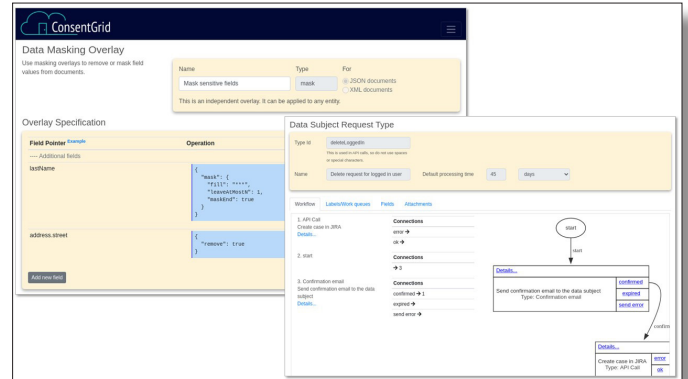 ConsentGrid
Data Masking Overlay
Use masking overlays to remove or mask field
values from documents.
Name Type For
Mask sensitive fields mask JSON documents
XML documents
This is an independent overlay. It can be applied to any entity.
Overlay Specification
Field Pointer Example Operation
---- Additional fields
lastName
{
"mask": {
"fill": "***",
"leaveAtMostN": 1,
"maskEnd": true
}
}
address.street
{
"remove": true
}
Add new field
Data Subject Request Type
Type Id deleteLoggedIn
This is used in API calls, so do not use spaces
or special characters.
Name Delete request for logged in user Default processing time 45 days
Workflow Labels/Work queues Fields Attachments
1. API Call
Create case in JIRA
Details...
Connections
error →
ok →
2. start
Connections
→ 3
3. Confirmation email
Send confirmation email to the data
subject
Details...
Connections
confirmed → 1
expired →
send error →
start
start
Details...
Send confirmation email to the data subject
Type: Confirmation email
confirmed
expired
send error
confirm
Details...
Create case in JIRA
Type: API Call
error
ok